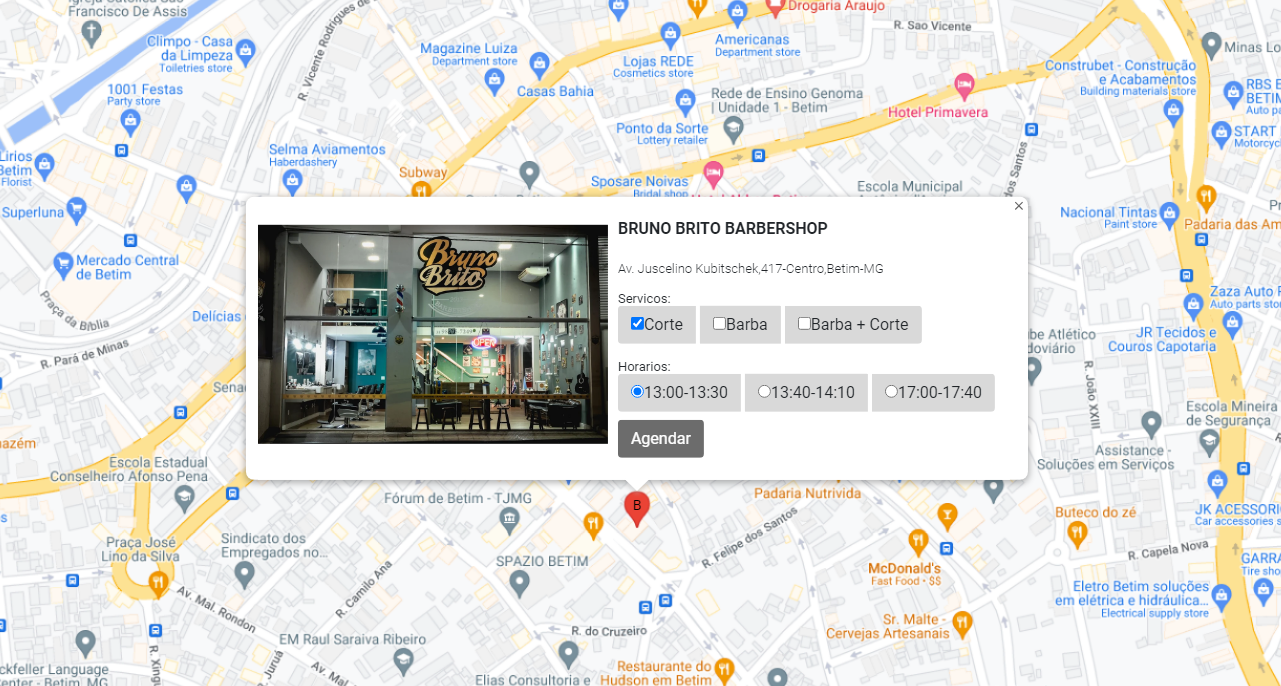 Francisco De Assis
Climpo - Casa
da Limpeza
Toiletries store
R. Vicente Rodrigues de
Magazine Luiza
Department store
Casas Bahia
Lojas REDE
Cosmetics store
Americanas
Department store
Drogaria Araujo
R. Sao Vicente
Minas
Construbet - Construção
e Acabamentos
Building materials store
RBS
BETIM
Auto
START
Motorcycl
1001 Festas
Party store
Rede de Ensino Genoma
| Unidade 1 - Betim
Hotel Primavera
Ponto da Sorte
Lottery retailer
Lirios
Betim
Florist
Selma Aviamentos
Haberdashery
Subway
Sposare Noivas
Bridal shop
Escola Municipal
dos Santos
Superluna
Nacional Tintas
Paint store
Padaria das Am
Mercado Central
de Betim
Praça da Bíblia
Delícias
R. Pará de Minas
Zaza Auto
Auto parts store
JR Tecidos e
Couros Capotaria
Atlético
R. João XXIII
Escola Mineira
de Segurança
×
BRUNO BRITO BARBERSHOP
Av. Juscelino Kubitschek,417-Centro,Betim-MG
Servicos:
Corte
Barba
Barba + Corte
Horarios:
13:00-13:30
13:40-14:10
17:00-17:40
Agendar
Bruno
Brito
OPEN
Escola Estadual
Conselheiro Afonso Pena
Assistance -
Soluções em Serviços
Fórum de Betim - TJMG
B
Padaria Nutrivida
JK ACESSORI
Car accessories s
Buteco do zé
Praça José
Lino da Silva
Sindicato dos
Empregados no...
SPAZIO BETIM
R. Felipe dos Santos
R. Capela Nova
McDonald's
Fast Food • $$
GARRA
Tire sho
R. Camilo Ana
Av. Mal. Rondon
Eletro Betim soluções
em elétrica e hidráulica...
Electrical supply store
Sr. Malte -
Cervejas Artesanais
R. do Cruzeiro
EM Raul Saraiva Ribeiro
R. Xingu
R. Juruá
Av. Mal.
ckfeller Language
Center - Betim, MG
Elias Consultoria e
Restaurante do
Hudson em Betim